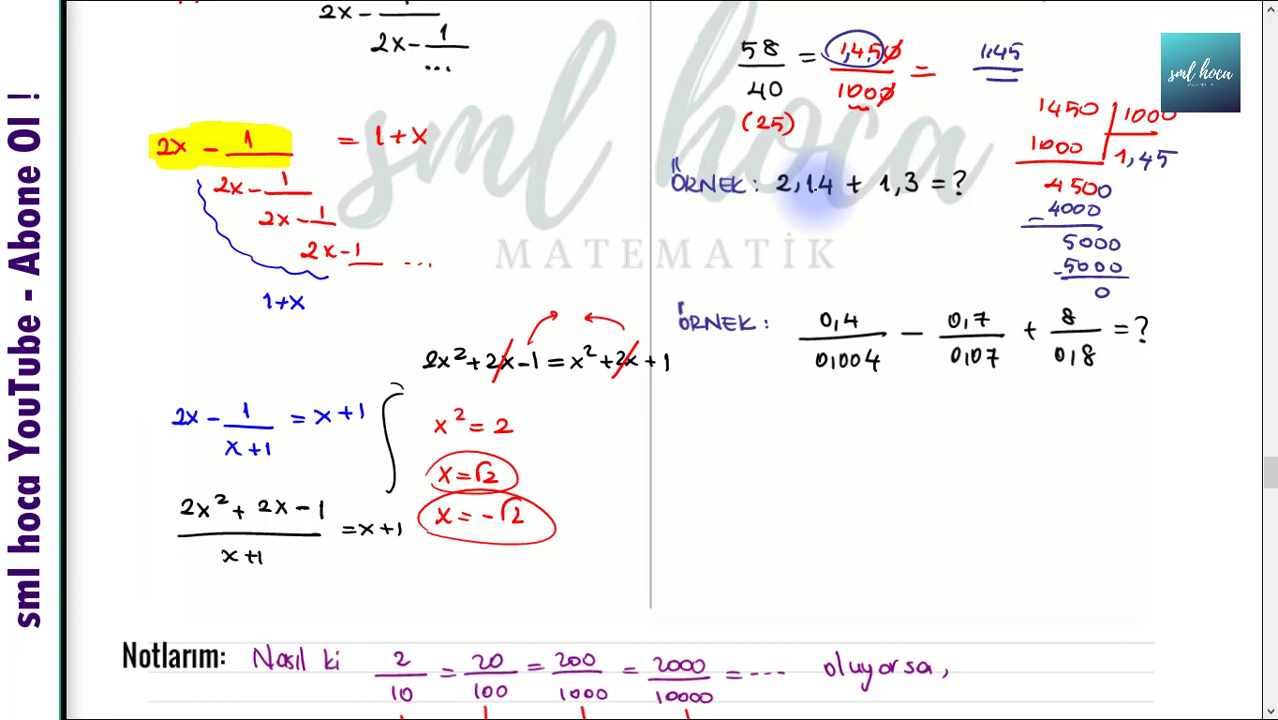 sml hoca YouTube - Abone Ol !
2x -
2x - 1
...
2x - 1 = 1+x
2x - 1
2x - 1
2x - 1 ...
1+x
2x² + 2x - 1 = x² + 2x + 1
2x - 1/(x+1) = x+1
x² = 2
x = √2
x = -√2
(2x² + 2x - 1)/(x+1) = x+1
58/40 = 1450/1000 = 1,45
(25)
sml hoca
1450 | 1000
1000 1,45
4500
- 4000
5000
- 5000
0
ÖRNEK: 2,14 + 1,3 = ?
sml hoca
MATEMATİK
ÖRNEK: 0,4/0,004 - 0,7/0,07 + 8/0,8 = ?
Notlarım: Nasıl ki 2/10 = 20/100 = 200/1000 = 2000/10000 = ... oluyorsa,